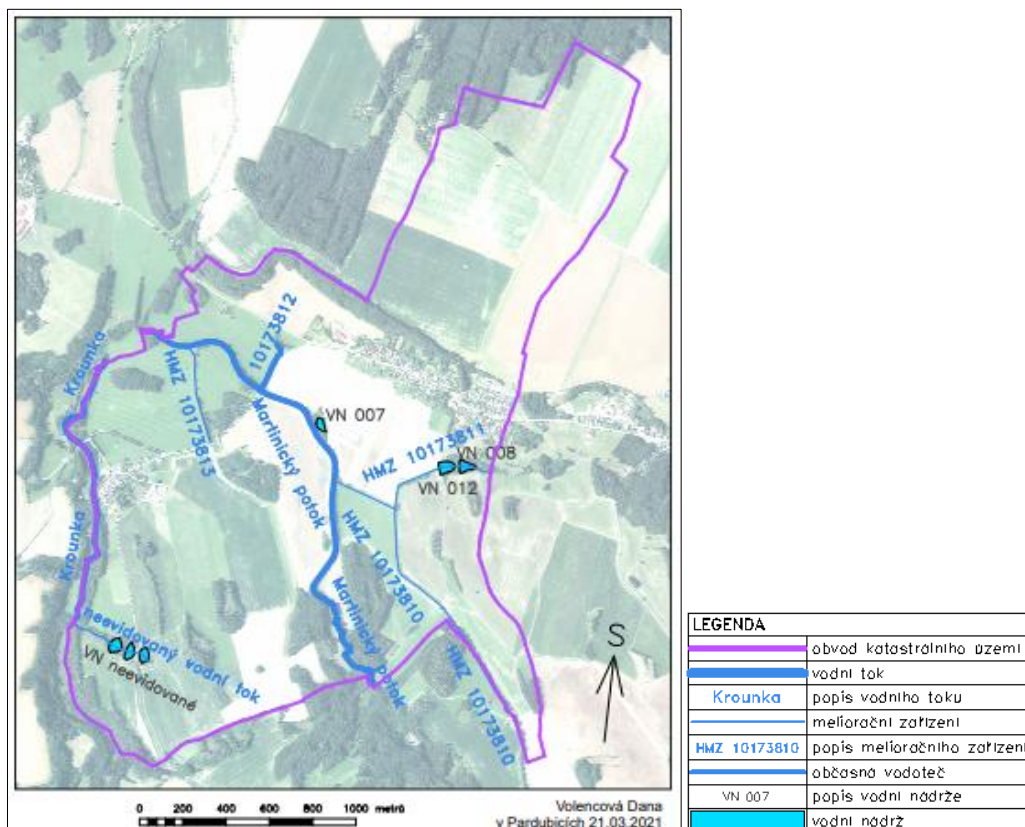 S
10173812
Krounka
HMZ 10173813
Martinický potok
VN 007
HMZ 10173811
VN 008
VN 012
Krounka
HMZ 10173810
Martinický potok
neevidovaný vodní tok
VN neevidované
HMZ 10173810
0 200 400 600 800 1000 metrů
Volencová Dana
v Pardubicích 21.03.2021
LEGENDA
obvod katastrálního území
vodní tok
Krounka popis vodního toku
meliorační zařízení
HMZ 10173810 popis melioračního zařízení
občasná vodoteč
VN 007 popis vodní nádrže
vodní nádrž